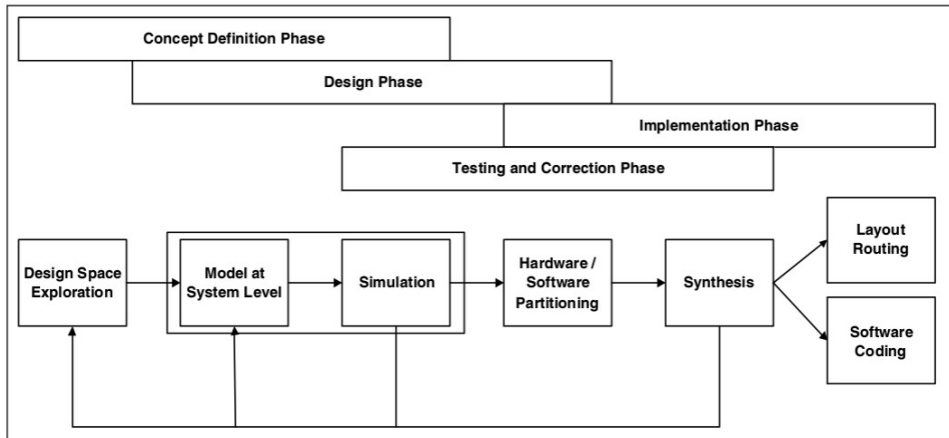 Concept Definition Phase
Design Phase
Implementation Phase
Testing and Correction Phase
Design Space
Exploration
Model at
System Level
Simulation
Hardware /
Software
Partitioning
Synthesis
Layout
Routing
Software
Coding